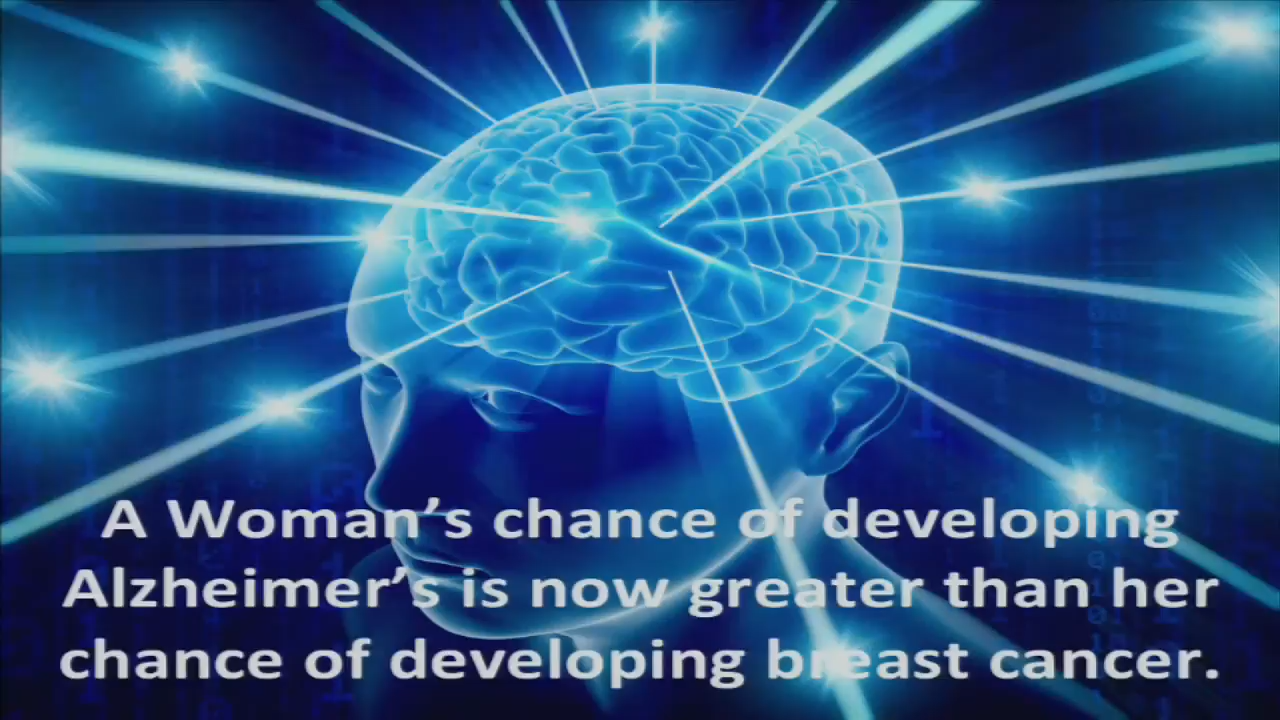 A Woman’s chance of developing
Alzheimer’s is now greater than her
chance of developing breast cancer.